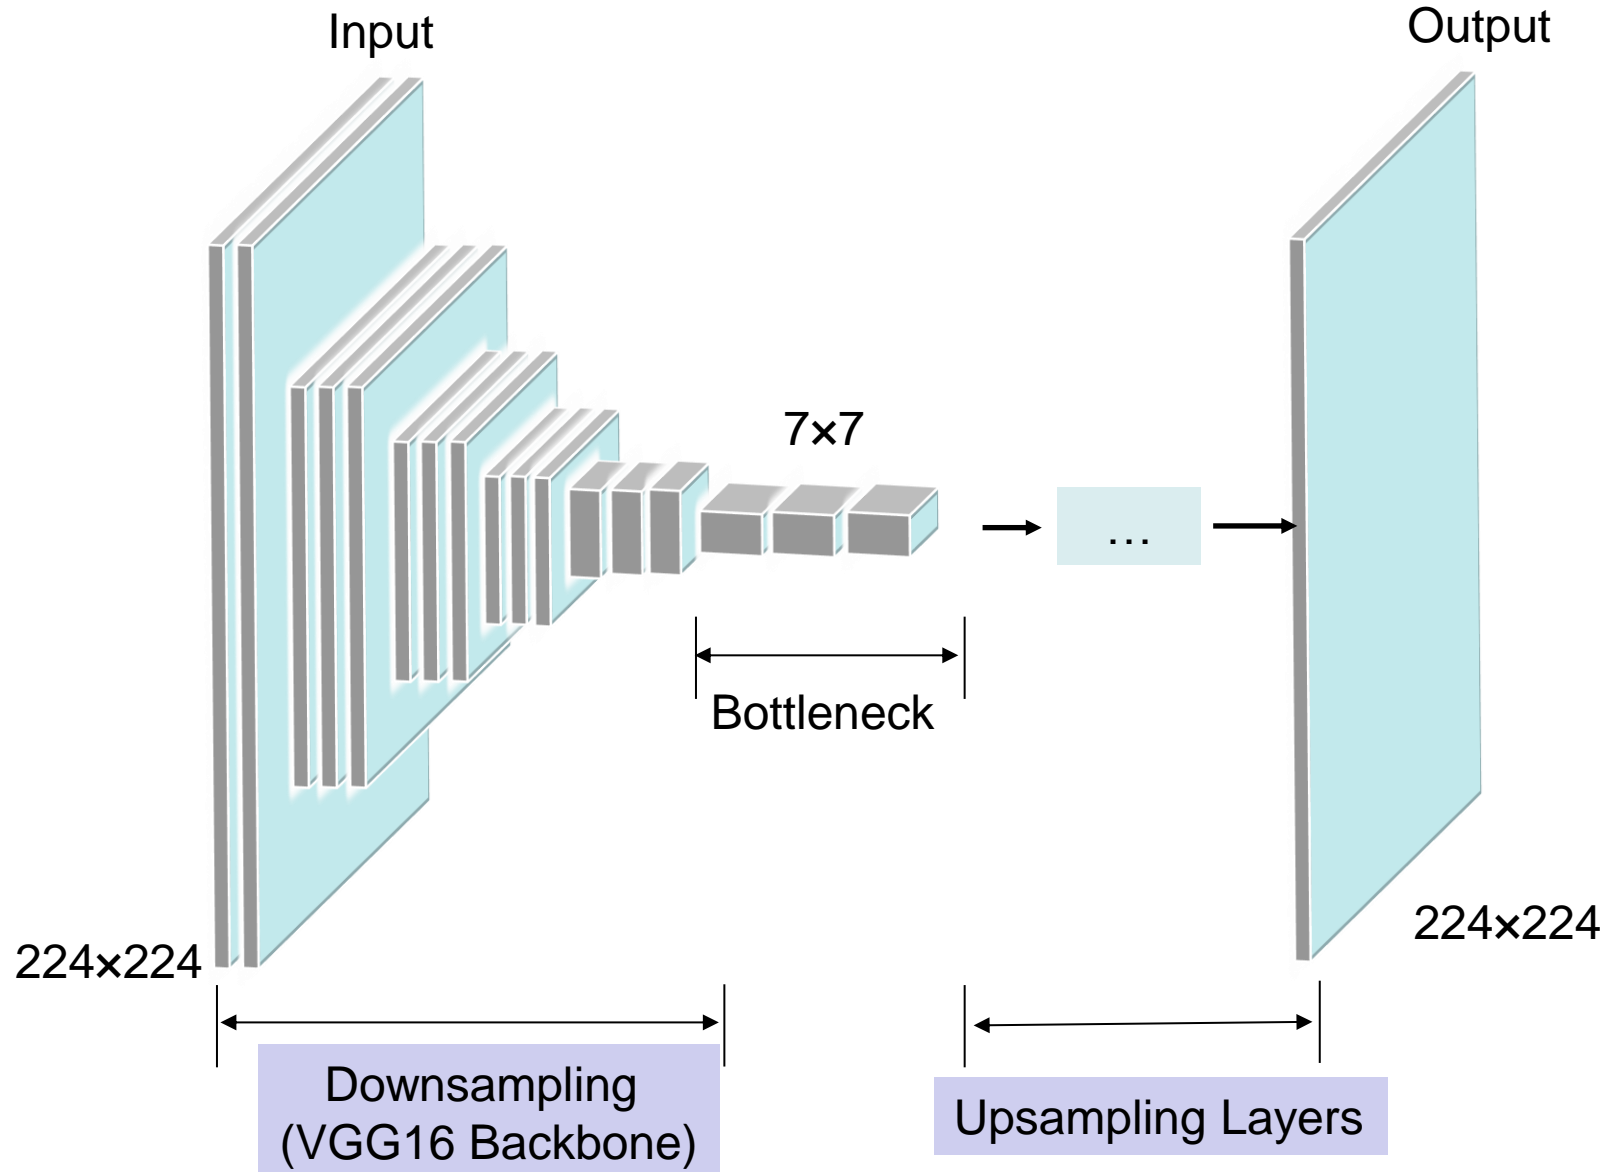 Input
Output
7×7
...
Bottleneck
224×224
224×224
Downsampling
(VGG16 Backbone)
Upsampling Layers